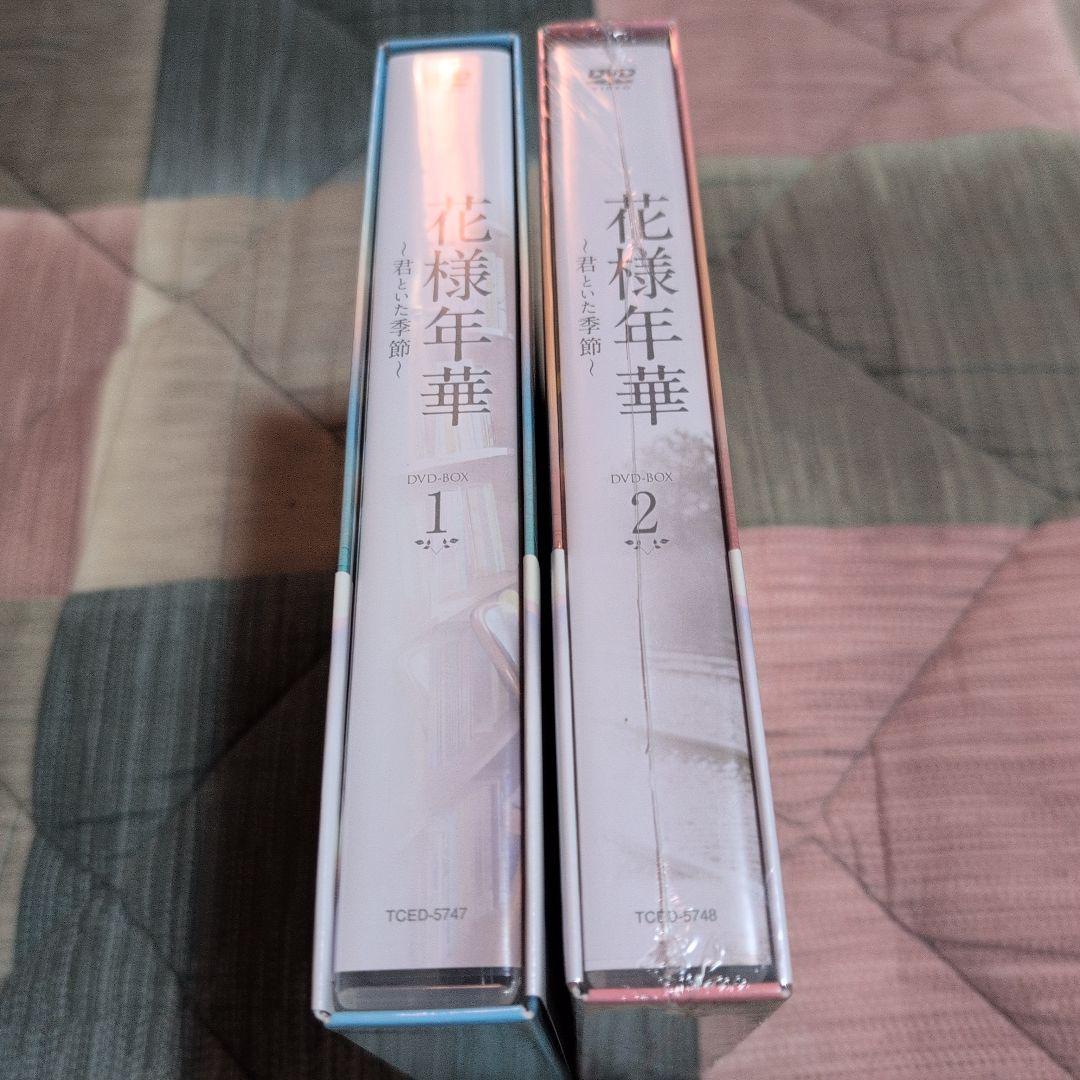 花様年華
～君といた季節～
DVD-BOX
1
TCED-5747
DVD
VIDEO
花様年華
～君といた季節～
DVD-BOX
2
TCED-5748